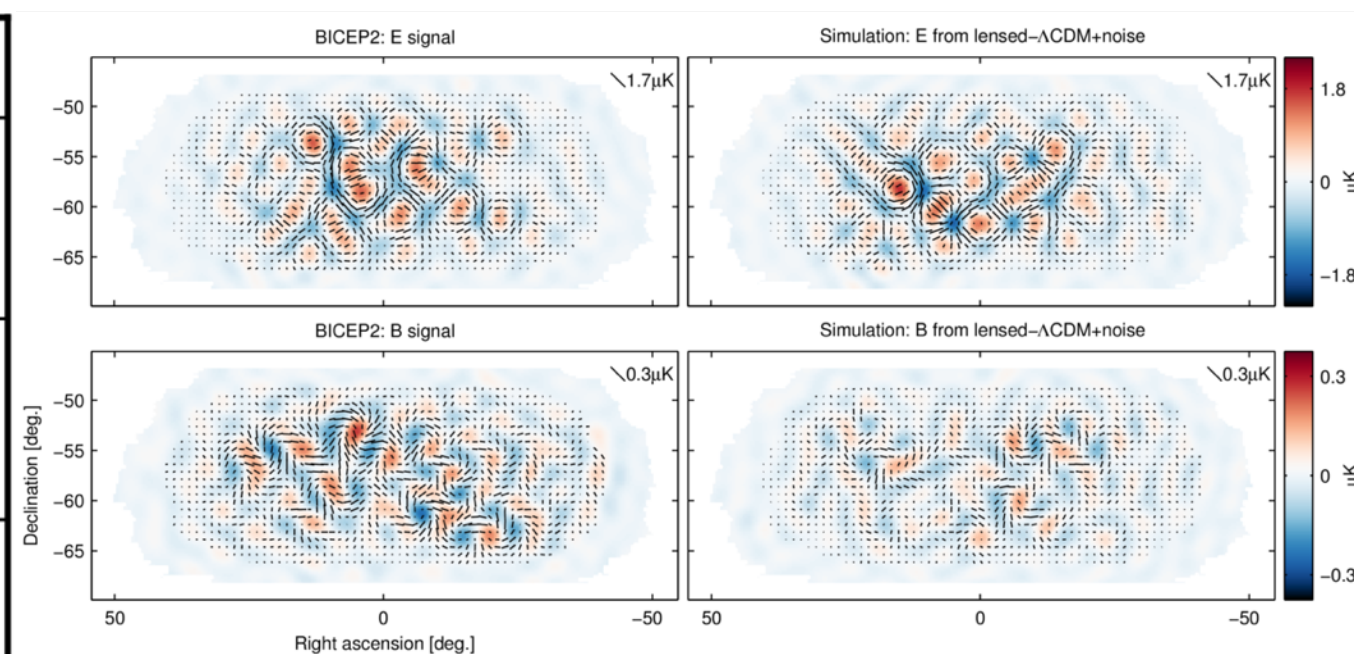 BICEP2: E signal
Simulation: E from lensed−ΛCDM+noise
1.7μK
1.7μK
−50
−55
−60
−65
1.8
0
−1.8
μK
BICEP2: B signal
Simulation: B from lensed−ΛCDM+noise
0.3μK
0.3μK
−50
−55
−60
−65
Declination [deg.]
0.3
0
−0.3
μK
50
0
−50
50
0
−50
Right ascension [deg.]